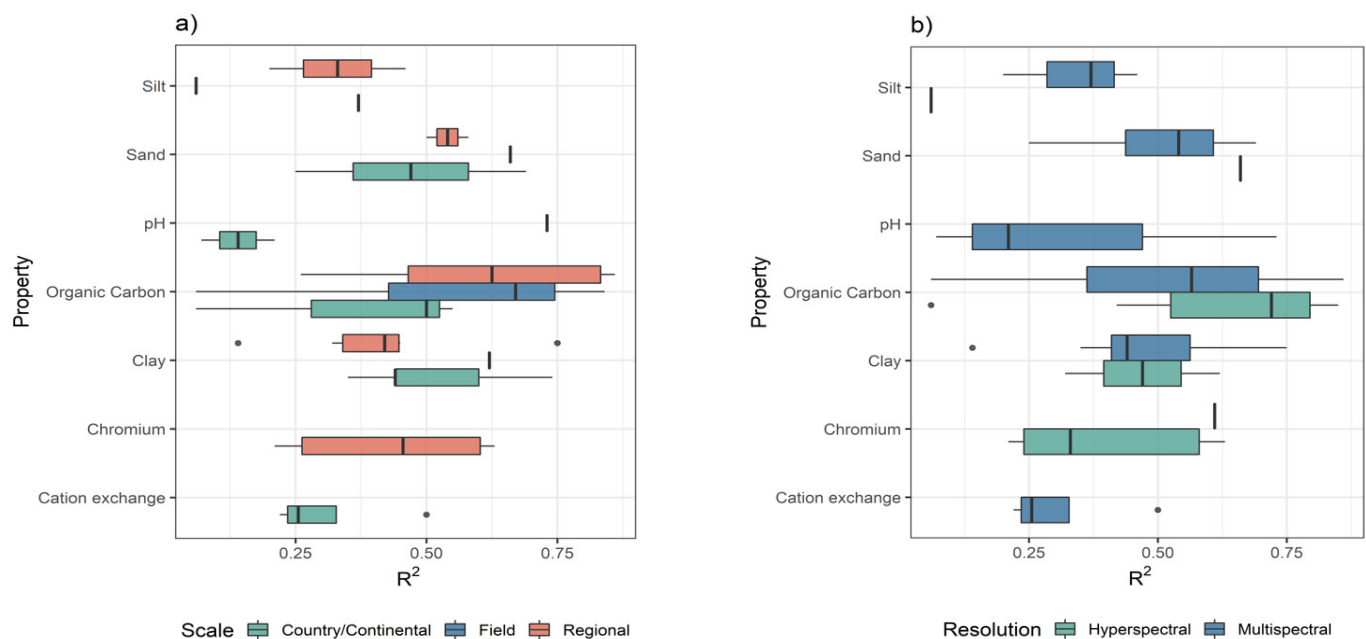 a)
Property
Silt
Sand
pH
Organic Carbon
Clay
Chromium
Cation exchange
0.25 0.50 0.75
R²
Scale Country/Continental Field Regional
b)
Property
Silt
Sand
pH
Organic Carbon
Clay
Chromium
Cation exchange
0.25 0.50 0.75
R²
Resolution Hyperspectral Multispectral